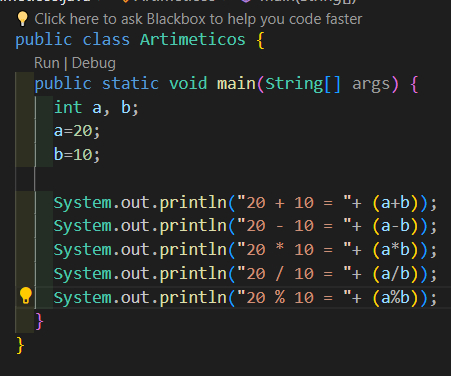 Click here to ask Blackbox to help you code faster
public class Artimeticos {
Run | Debug
public static void main(String[] args) {
int a, b;
a=20;
b=10;
System.out.println("20 + 10 = "+ (a+b));
System.out.println("20 - 10 = "+ (a-b));
System.out.println("20 * 10 = "+ (a*b));
System.out.println("20 / 10 = "+ (a/b));
System.out.println("20 % 10 = "+ (a%b));
}
}